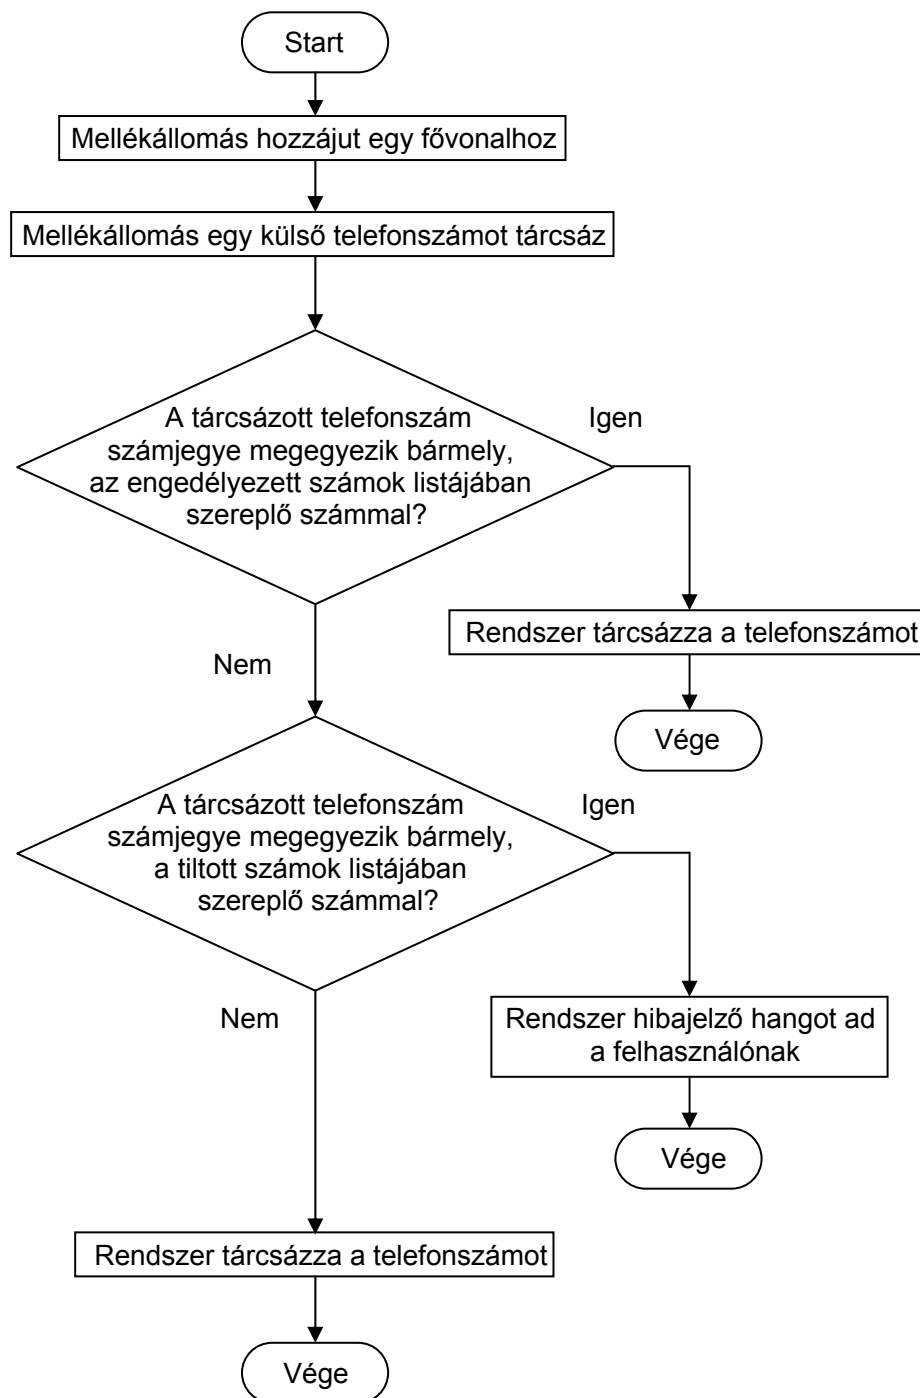 Start
Mellékállomás hozzájut egy fővonalhoz
Mellékállomás egy külső telefonszámot tárcsáz
A tárcsázott telefonszám
számjegye megegyezik bármely,
az engedélyezett számok listájában
szereplő számmal?
Igen
Rendszer tárcsázza a telefonszámot
Vége
Nem
A tárcsázott telefonszám
számjegye megegyezik bármely,
a tiltott számok listájában
szereplő számmal?
Igen
Rendszer hibajelző hangot ad
a felhasználónak
Vége
Nem
Rendszer tárcsázza a telefonszámot
Vége